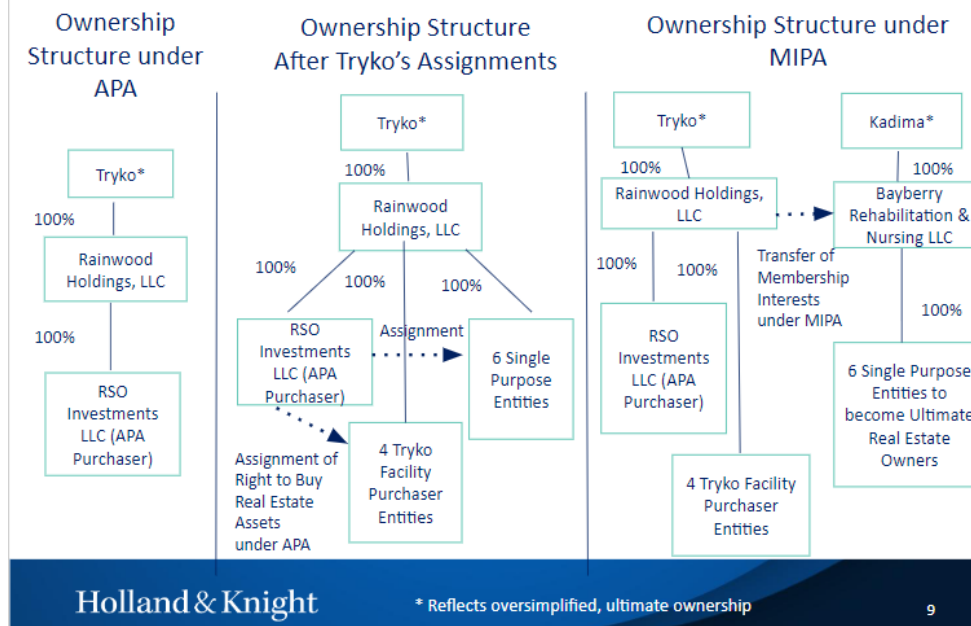 Ownership
Structure under
APA
Tryko*
100%
Rainwood
Holdings, LLC
100%
RSO
Investments
LLC (APA
Purchaser)
Ownership Structure
After Tryko's Assignments
Tryko*
100%
Rainwood
Holdings, LLC
100%
100%
100%
RSO
Investments
LLC (APA
Purchaser)
Assignment
6 Single
Purpose
Entities
Assignment of
Right to Buy
Real Estate
Assets
under APA
4 Tryko
Facility
Purchaser
Entities
Ownership Structure under
MIPA
Tryko*
100%
Rainwood Holdings,
LLC
100%
100%
RSO
Investments
LLC (APA
Purchaser)
4 Tryko Facility
Purchaser
Entities
Transfer of
Membership
Interests
under MIPA
Kadima*
100%
Bayberry
Rehabilitation &
Nursing LLC
100%
6 Single Purpose
Entities to
become Ultimate
Real Estate
Owners
Holland & Knight
* Reflects oversimplified, ultimate ownership
9